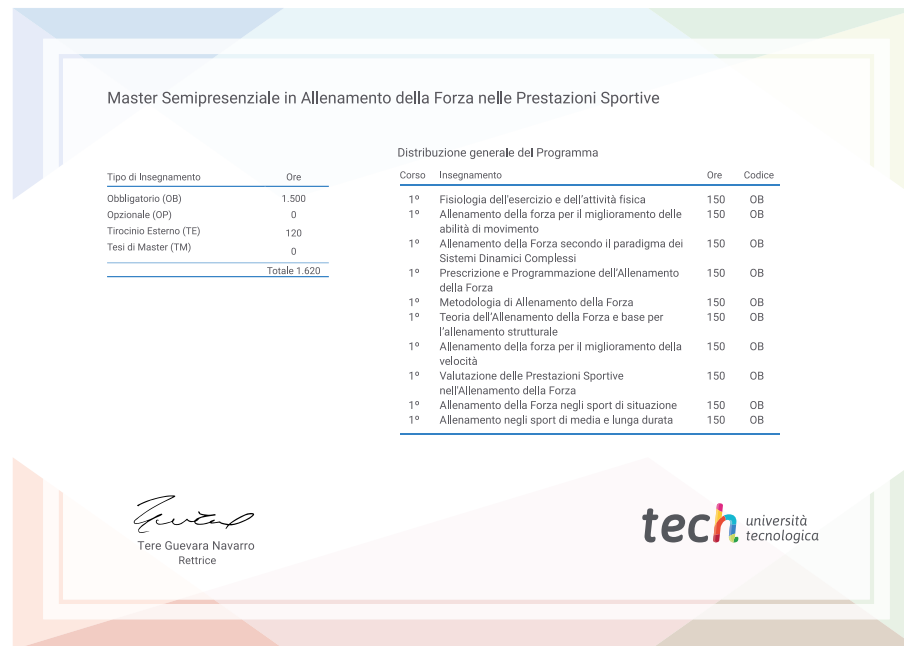 Master Semipresenziale in Allenamento della Forza nelle Prestazioni Sportive
Tipo di Insegnamento Ore
Obbligatorio (OB) 1.500
Opzionale (OP) 0
Tirocinio Esterno (TE) 120
Tesi di Master (TM) 0
Totale 1.620
Distribuzione generale del Programma
Corso Insegnamento Ore Codice
1º Fisiologia dell'esercizio e dell'attività fisica 150 OB
1º Allenamento della forza per il miglioramento delle 150 OB
abilità di movimento
1º Allenamento della Forza secondo il paradigma dei 150 OB
Sistemi Dinamici Complessi
1º Prescrizione e Programmazione dell'Allenamento 150 OB
della Forza
1º Metodologia di Allenamento della Forza 150 OB
1º Teoria dell'Allenamento della Forza e base per 150 OB
l'allenamento strutturale
1º Allenamento della forza per il miglioramento della 150 OB
velocità
1º Valutazione delle Prestazioni Sportive 150 OB
nell'Allenamento della Forza
1º Allenamento della Forza negli sport di situazione 150 OB
1º Allenamento negli sport di media e lunga durata 150 OB
Tere Guevara Navarro
Rettrice
tech università
tecnologica